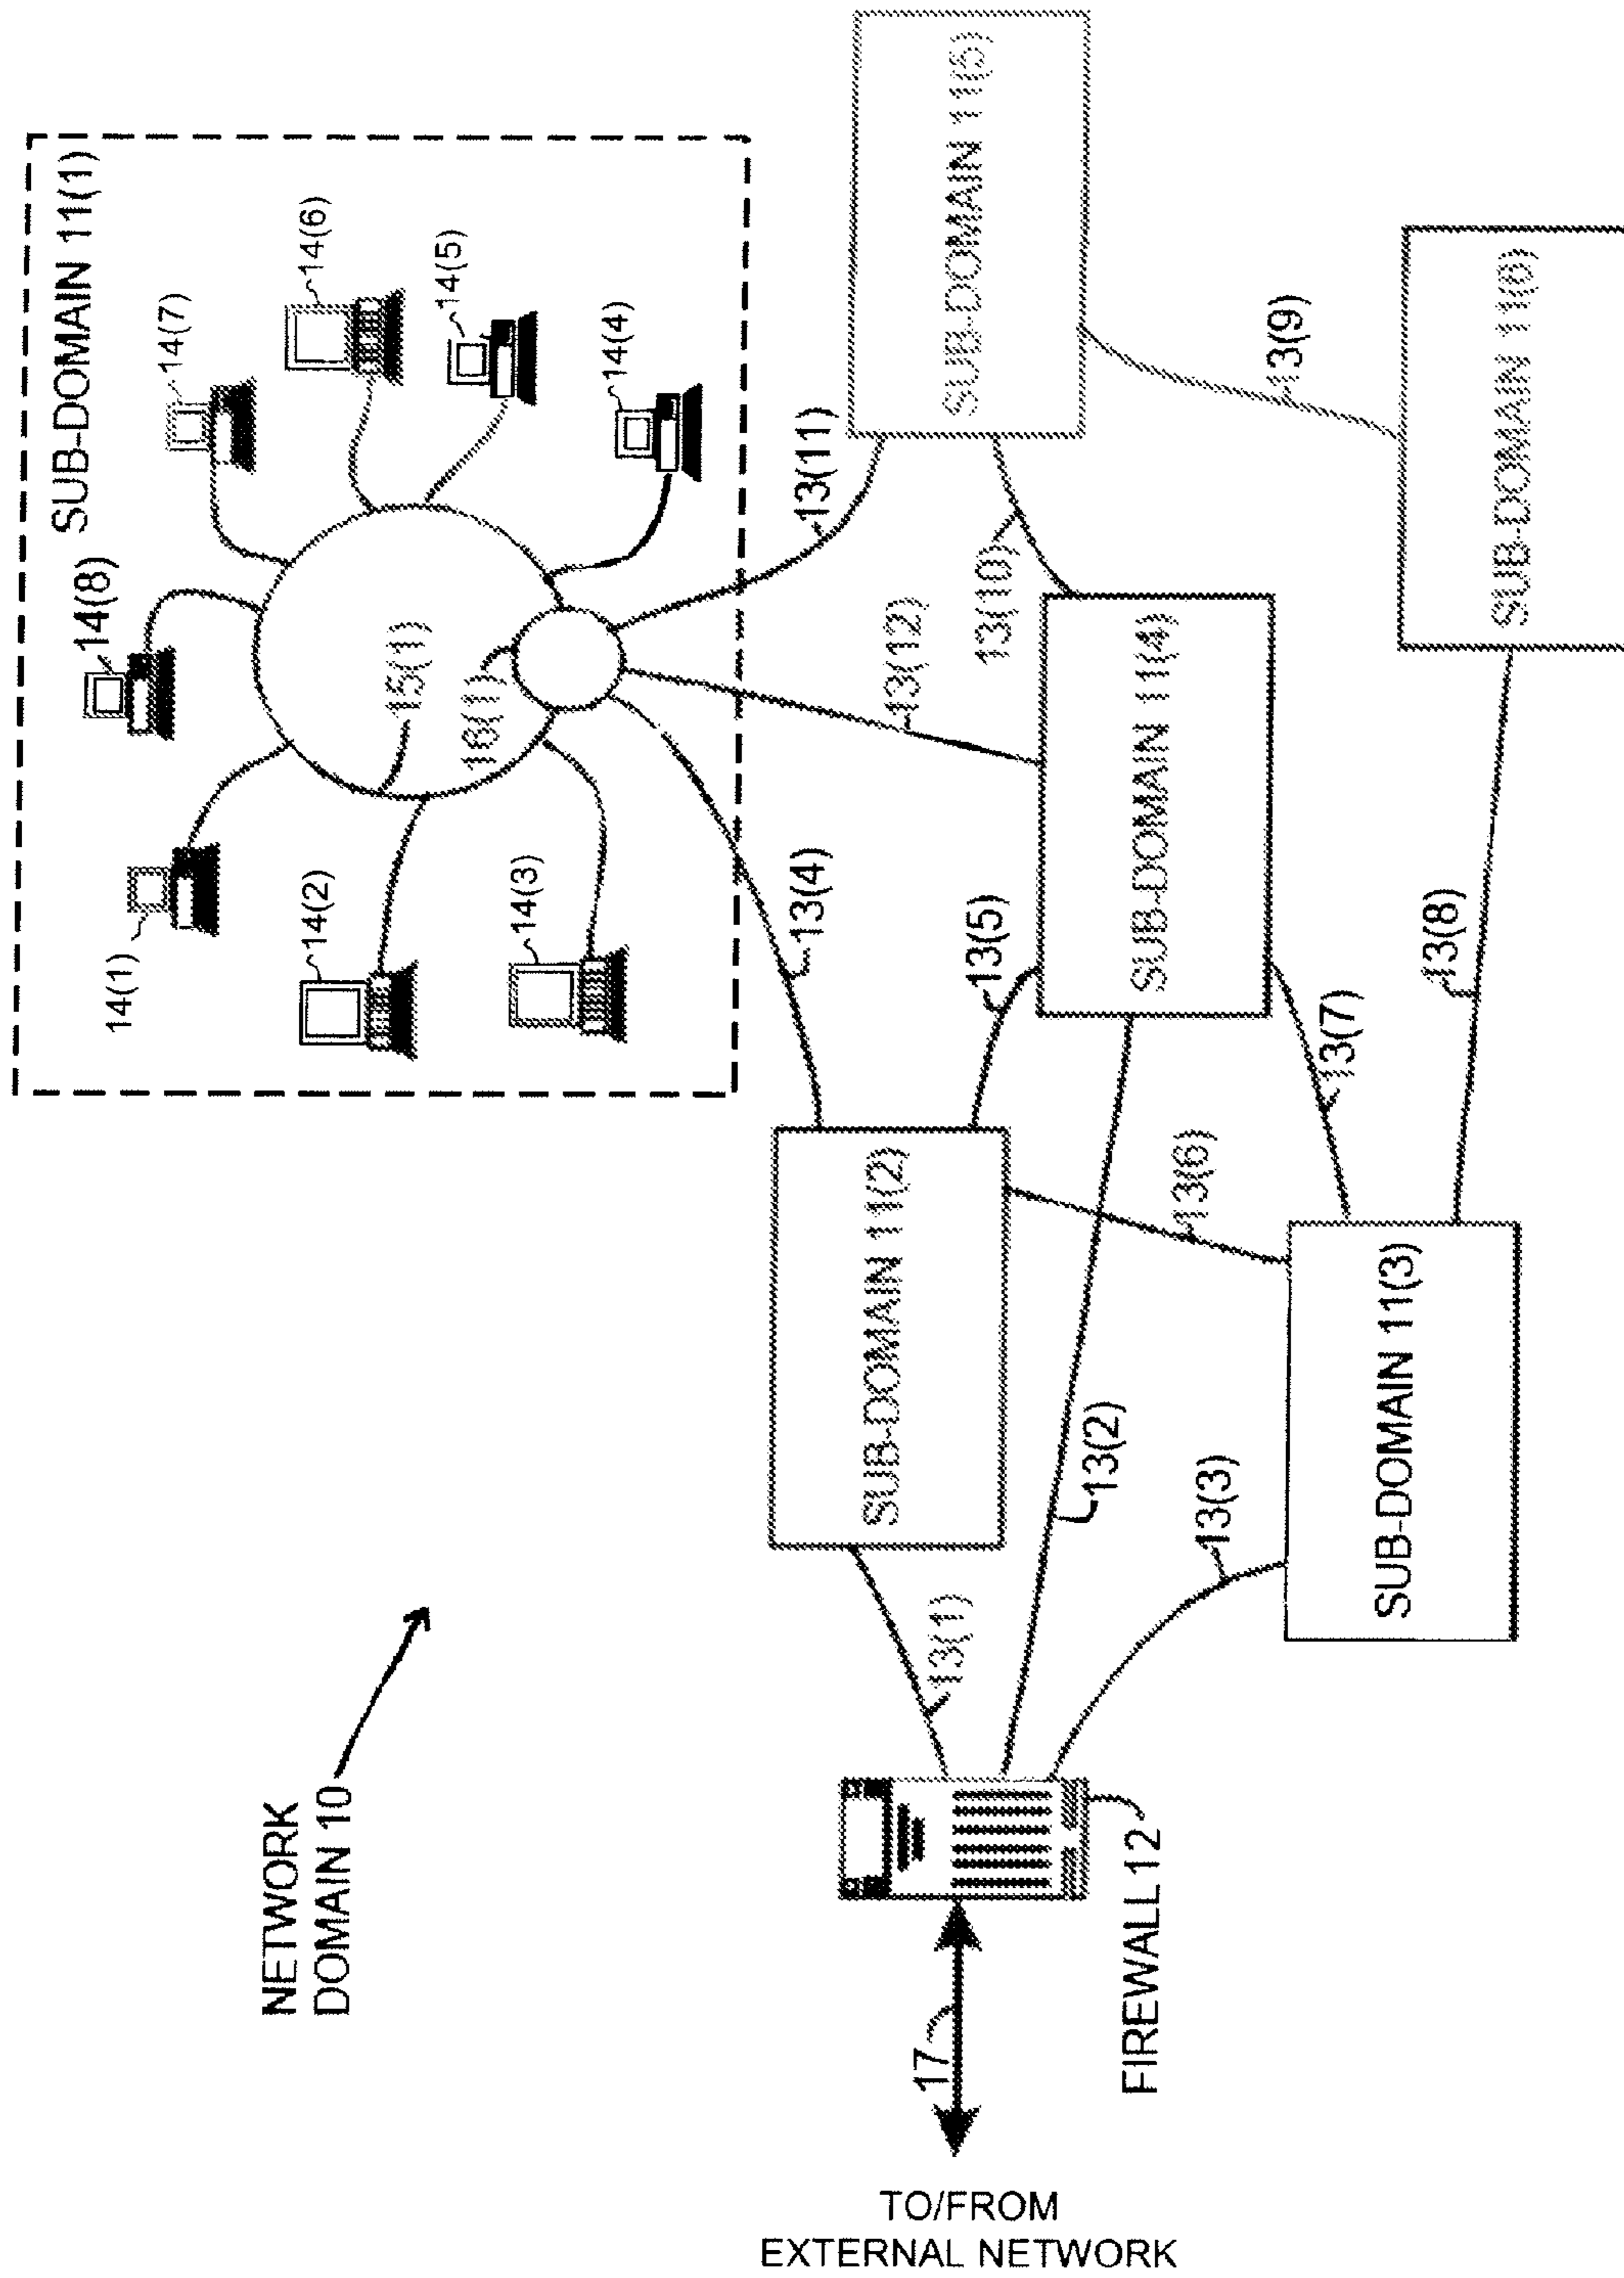 NETWORK
DOMAIN 10
SUB-DOMAIN 11(1)
14(1)
14(2)
14(3)
14(4)
14(5)
14(6)
14(7)
14(8)
15(1)
16(1)
13(4)
13(12)
13(11)
SUB-DOMAIN 11(2)
SUB-DOMAIN 11(4)
SUB-DOMAIN 11(5)
13(5)
13(10)
13(1)
13(2)
13(3)
13(6)
13(7)
13(8)
13(9)
SUB-DOMAIN 11(3)
SUB-DOMAIN 11(6)
17
FIREWALL 12
TO/FROM
EXTERNAL NETWORK